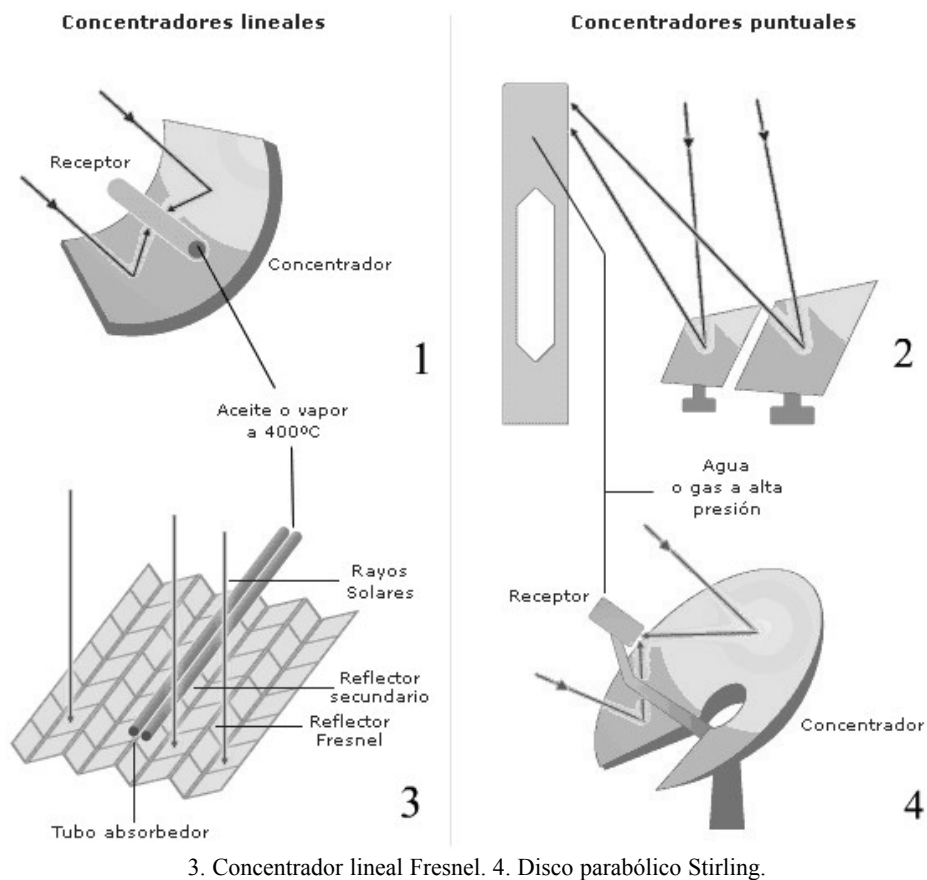 Concentradores lineales
Receptor
Concentrador
1
Aceite o vapor
a 400ºC
Rayos
Solares
Reflector
secundario
Reflector
Fresnel
Tubo absorbedor
3
Concentradores puntuales
2
Agua
o gas a alta
presión
Receptor
Concentrador
4
3. Concentrador lineal Fresnel. 4. Disco parabólico Stirling.